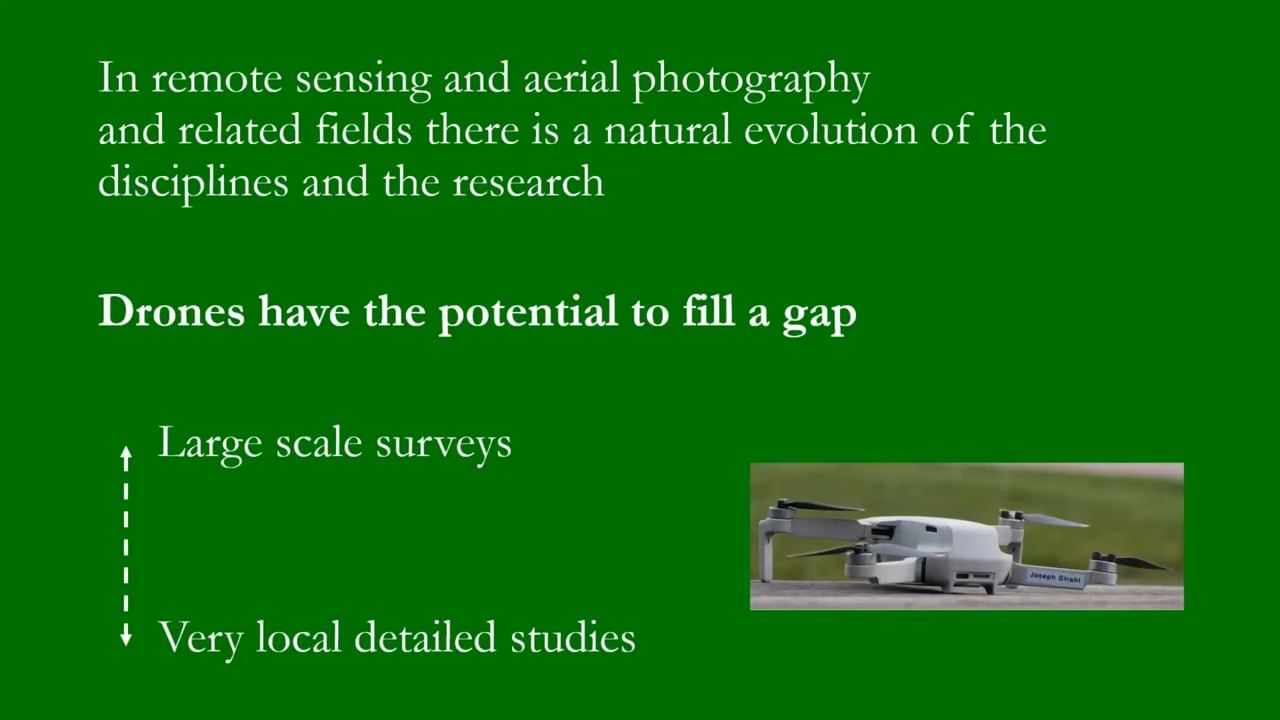 In remote sensing and aerial photography
and related fields there is a natural evolution of the
disciplines and the research
Drones have the potential to fill a gap
Large scale surveys
Very local detailed studies
Joseph Strahl